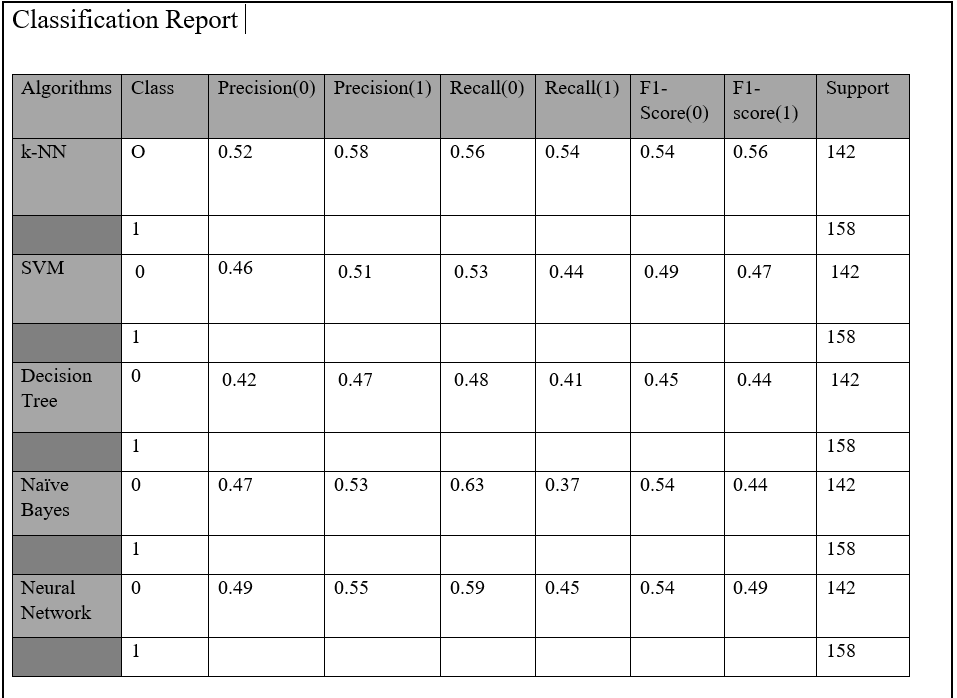 Classification Report
Algorithms Class Precision(0) Precision(1) Recall(0) Recall(1) F1-Score(0) F1-score(1) Support
k-NN O 0.52 0.58 0.56 0.54 0.54 0.56 142
1 158
SVM 0 0.46 0.51 0.53 0.44 0.49 0.47 142
1 158
Decision Tree 0 0.42 0.47 0.48 0.41 0.45 0.44 142
1 158
Naïve Bayes 0 0.47 0.53 0.63 0.37 0.54 0.44 142
1 158
Neural Network 0 0.49 0.55 0.59 0.45 0.54 0.49 142
1 158